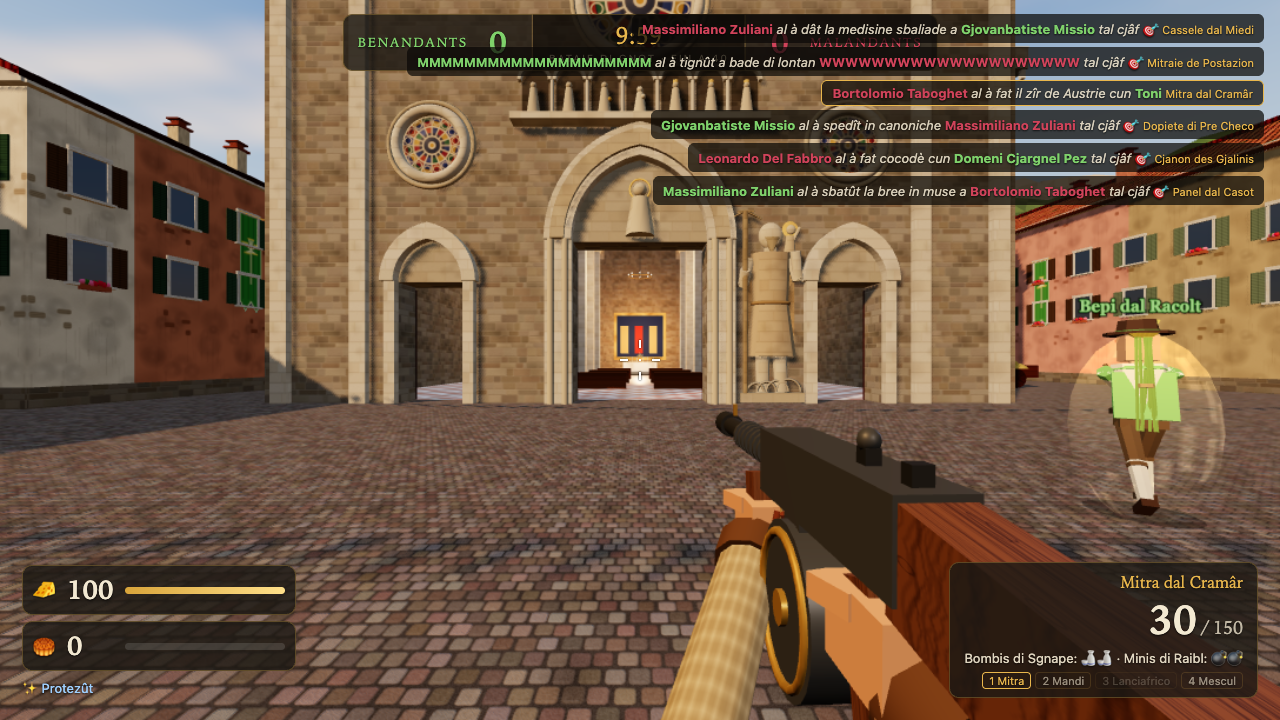 BENANDANTS 0
9:59
0 MALANDANTS
Massimiliano Zuliani al à dât la medisine sbaliade a Gjovanbatiste Missio tal cjâf 🎯 Cassele dal Miedi
MMMMMMMMMMMMMMMMMMMM al à tignût a bade di lontan WWWWWWWWWWWWWWWWWWWW tal cjâf 🎯 Mitraie de Postazion
Bortolomio Taboghet al à fat il zîr de Austrie cun Toni Mitra dal Cramâr
Gjovanbatiste Missio al à spedît in canoniche Massimiliano Zuliani tal cjâf 🎯 Dopiete di Pre Checo
Leonardo Del Fabbro al à fat cocodè cun Domeni Cjargnel Pez tal cjâf 🎯 Cjanon des Gjalinis
Massimiliano Zuliani al à sbatût la bree in muse a Bortolomio Taboghet tal cjâf 🎯 Panel dal Casot
Bepi dal Racolt
100
0
✨ Protezût
Mitra dal Cramâr
30 / 150
Bombis di Sgnape: · Minis di Raibl:
1 Mitra 2 Mandi 3 Lanciafrico 4 Mescul